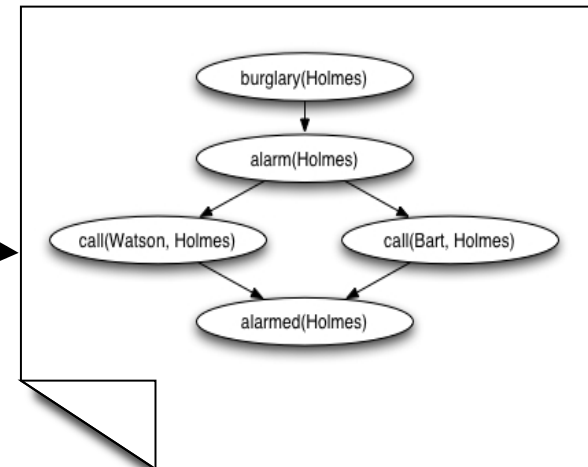 burglary(Holmes)
alarm(Holmes)
call(Watson, Holmes)
call(Bart, Holmes)
alarmed(Holmes)